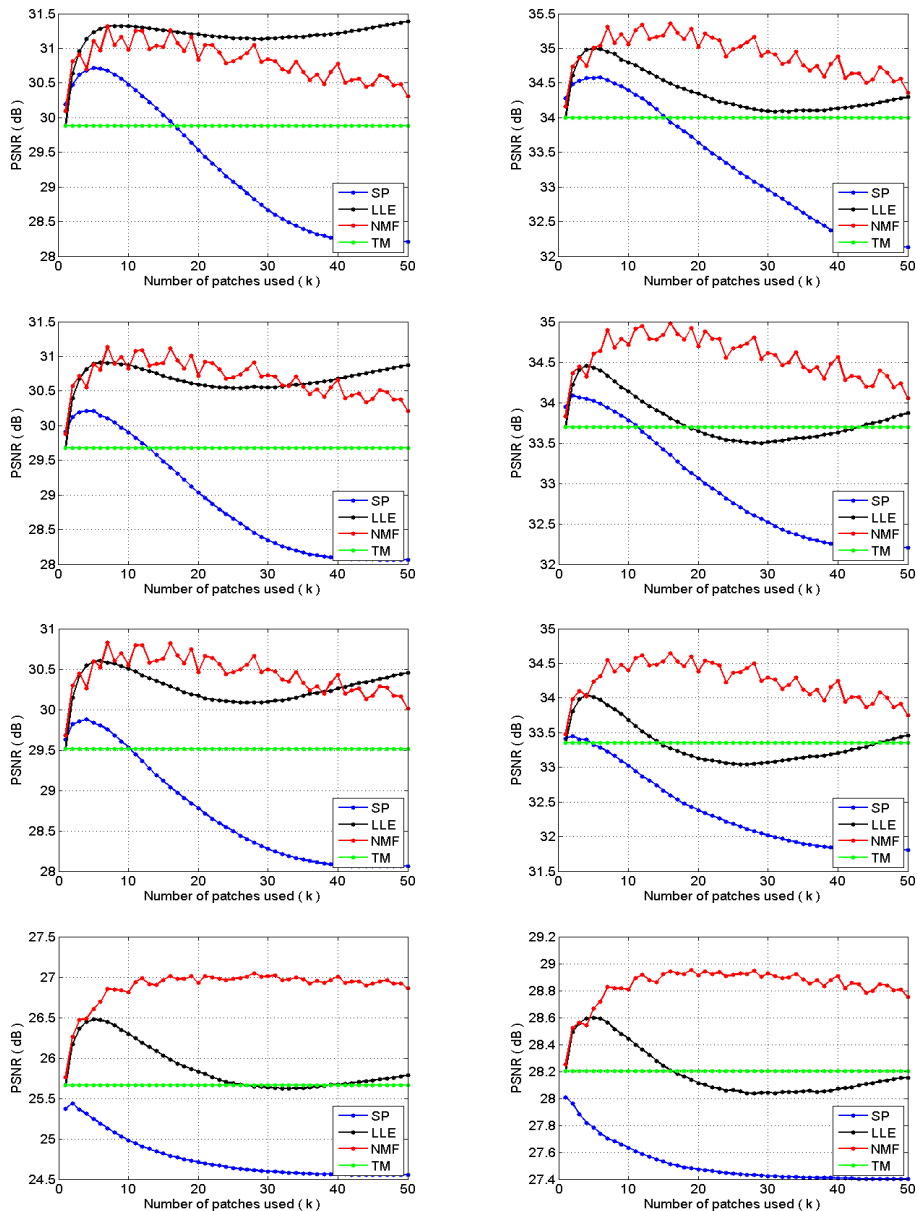 31.5
31
30.5
30
29.5
29
28.5
28
PSNR ( dB )
0 10 20 30 40 50
Number of patches used ( k )
SP
LLE
NMF
TM
35.5
35
34.5
34
33.5
33
32.5
32
PSNR ( dB )
0 10 20 30 40 50
Number of patches used ( k )
SP
LLE
NMF
TM
31.5
31
30.5
30
29.5
29
28.5
28
PSNR ( dB )
0 10 20 30 40 50
Number of patches used ( k )
SP
LLE
NMF
TM
35
34.5
34
33.5
33
32.5
32
PSNR ( dB )
0 10 20 30 40 50
Number of patches used ( k )
SP
LLE
NMF
TM
31
30.5
30
29.5
29
28.5
28
PSNR ( dB )
0 10 20 30 40 50
Number of patches used ( k )
SP
LLE
NMF
TM
35
34.5
34
33.5
33
32.5
32
31.5
PSNR ( dB )
0 10 20 30 40 50
Number of patches used ( k )
SP
LLE
NMF
TM
27.5
27
26.5
26
25.5
25
24.5
PSNR ( dB )
0 10 20 30 40 50
Number of patches used ( k )
SP
LLE
NMF
TM
29.2
29
28.8
28.6
28.4
28.2
28
27.8
27.6
27.4
PSNR ( dB )
0 10 20 30 40 50
Number of patches used ( k )
SP
LLE
NMF
TM